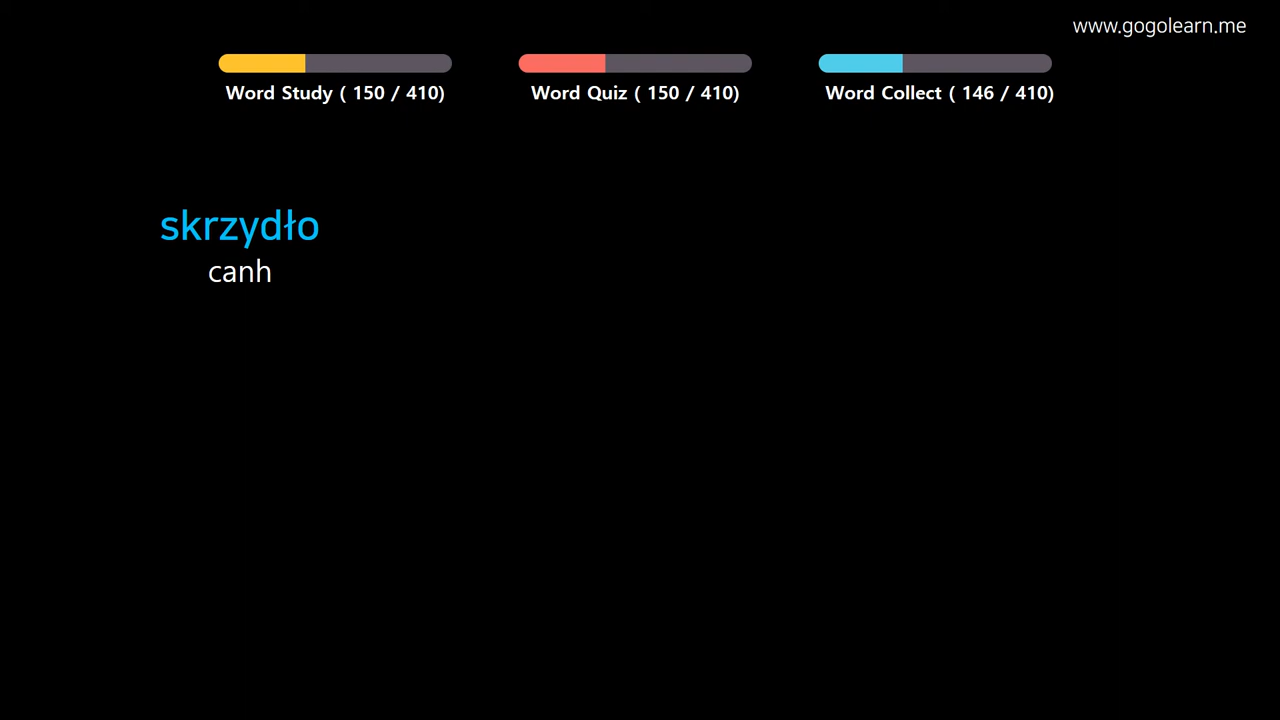 www.gogolearn.me
Word Study ( 150 / 410)
Word Quiz ( 150 / 410)
Word Collect ( 146 / 410)
skrzydło
canh